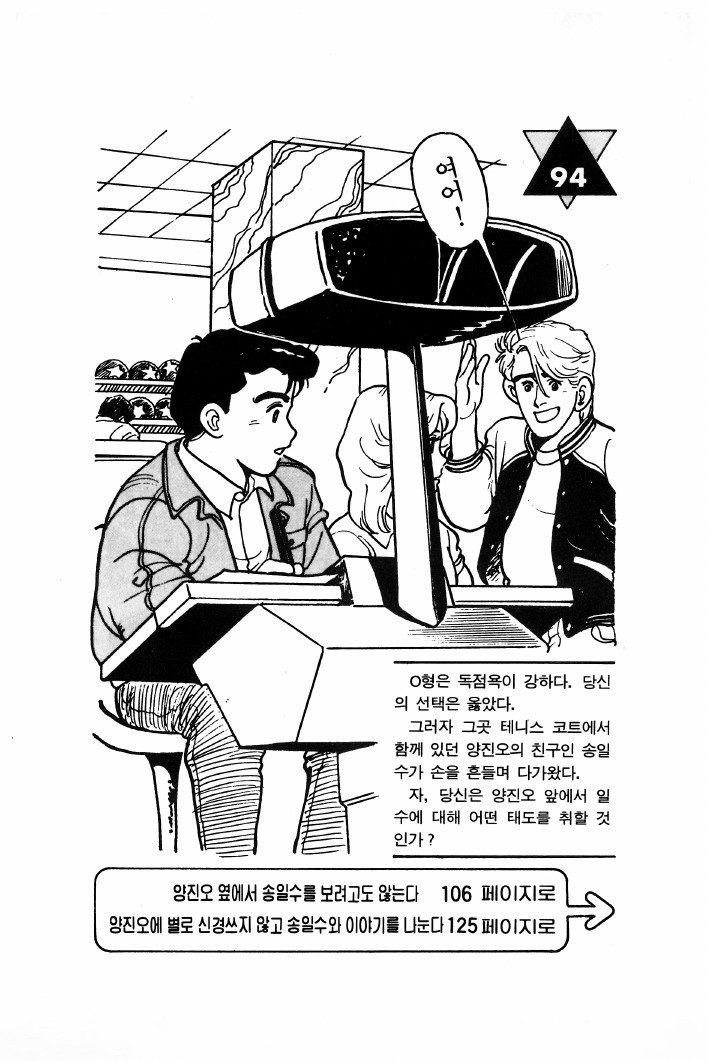 94
여어!
O형은 독점욕이 강하다. 당신
의 선택은 옳았다.
그러자 그곳 테니스 코트에서
함께 있던 양진오의 친구인 송일
수가 손을 흔들며 다가왔다.
자, 당신은 양진오 앞에서 일
수에 대해 어떤 태도를 취할 것
인가?
양진오 옆에서 송일수를 보려고도 않는다 106 페이지로
양진오에 별로 신경쓰지 않고 송일수와 이야기를 나눈다 125 페이지로